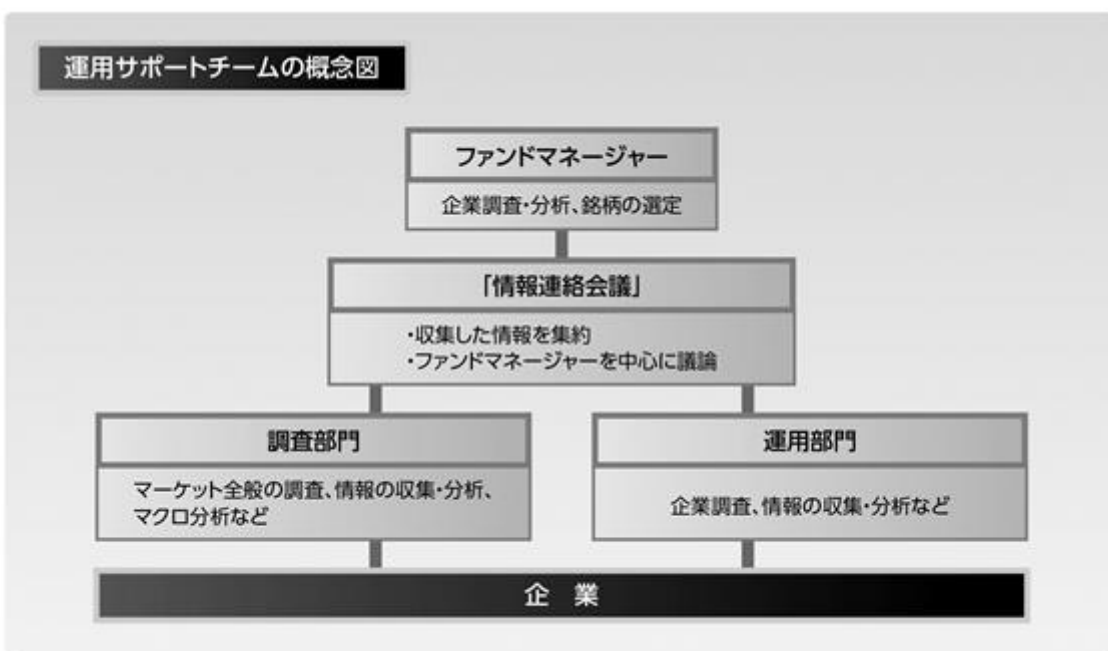 運用サポートチームの概念図
ファンドマネージャー
企業調査・分析、銘柄の選定
「情報連絡会議」
・収集した情報を集約
・ファンドマネージャーを中心に議論
調査部門
マーケット全般の調査、情報の収集・分析、
マクロ分析など
運用部門
企業調査、情報の収集・分析など
企 業